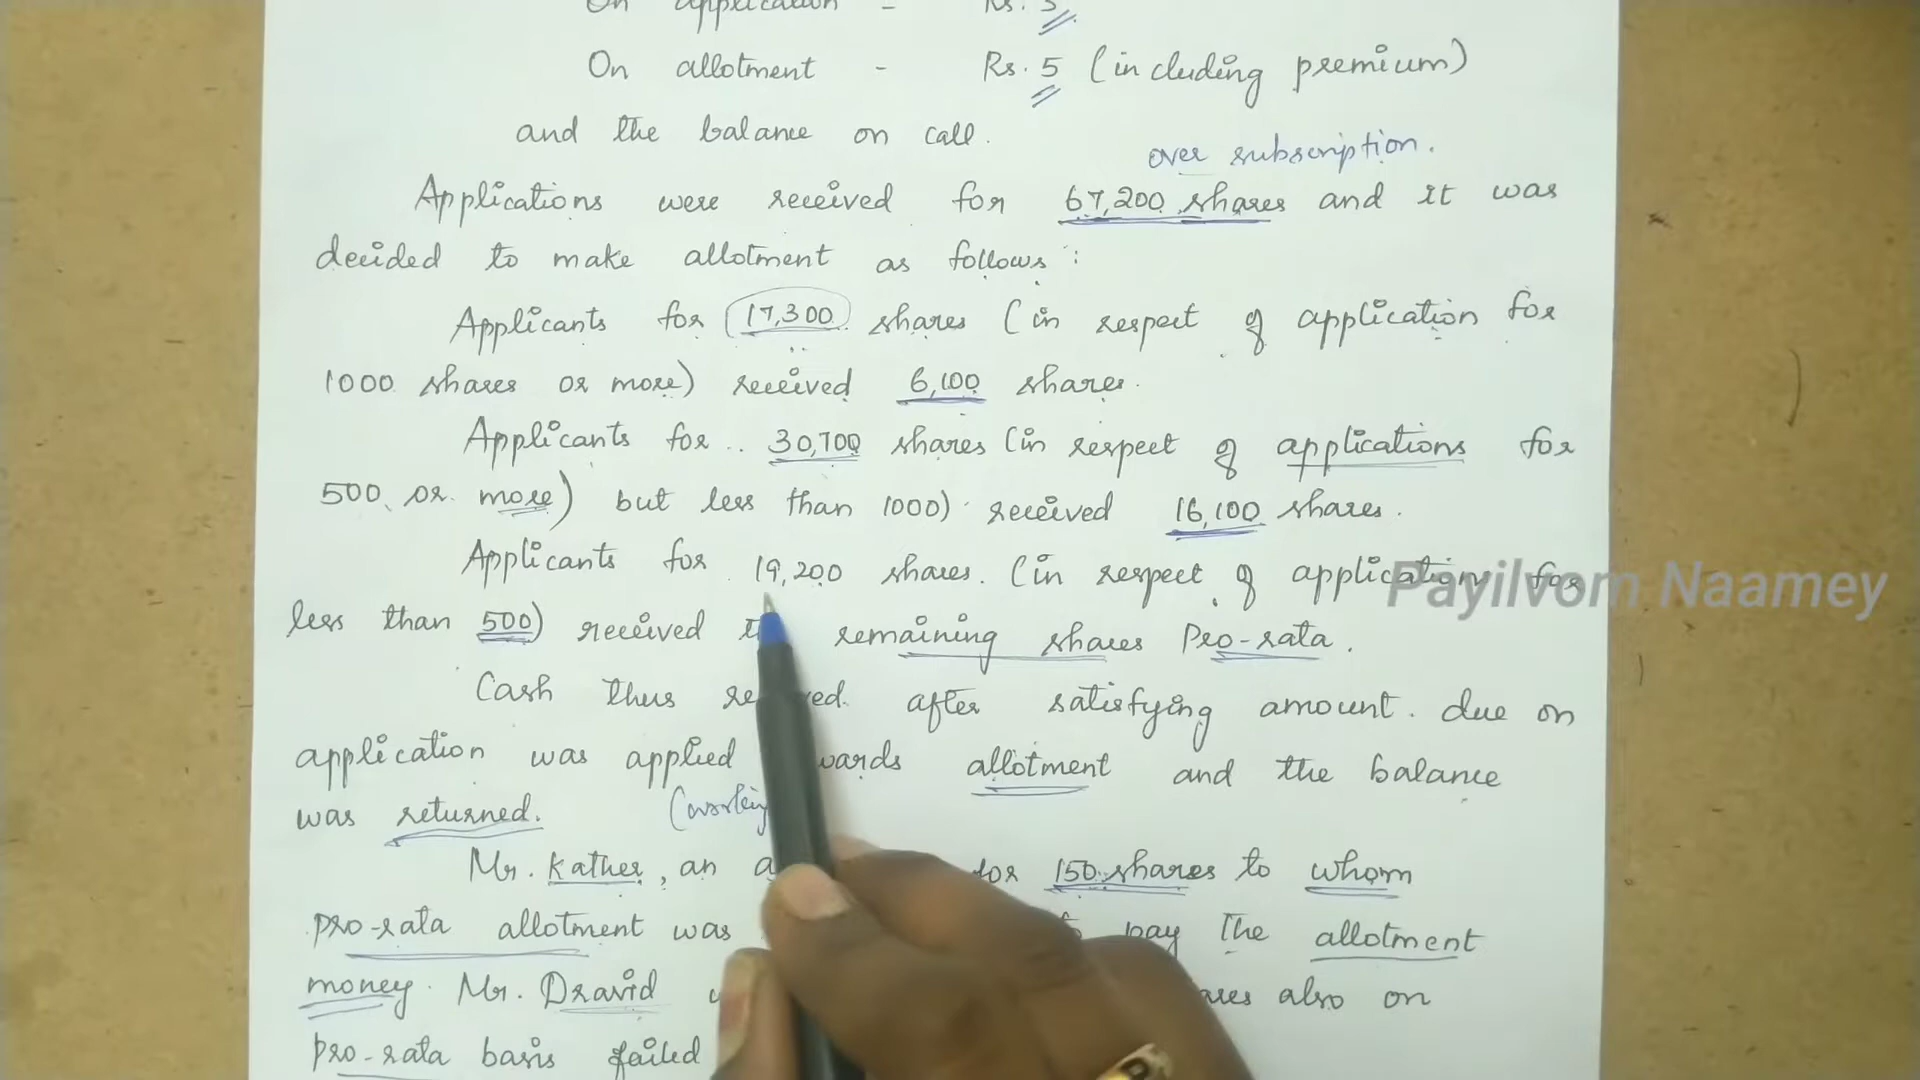 On application - Rs. 3
On allotment - Rs. 5 (including premium)
and the balance on call.
over subscription.
Applications were received for 67,200 shares and it was
decided to make allotment as follows:
Applicants for 17,300 shares (in respect of application for
1000 shares or more) received 6,100 shares.
Applicants for 30,700 shares (in respect of applications for
500 or more) but less than 1000) received 16,100 shares.
Applicants for 19,200 shares. (in respect of application for
less than 500) received remaining shares Pro-rata.
Cash thus after satisfying amount due on
application was applied allotment and the balance
was returned.
Mr. Kather, an for 150 shares to whom
pro-rata allotment was pay the allotment
money. Mr. Dravid also on
pro-rata basis failed
Payilvom Naamey